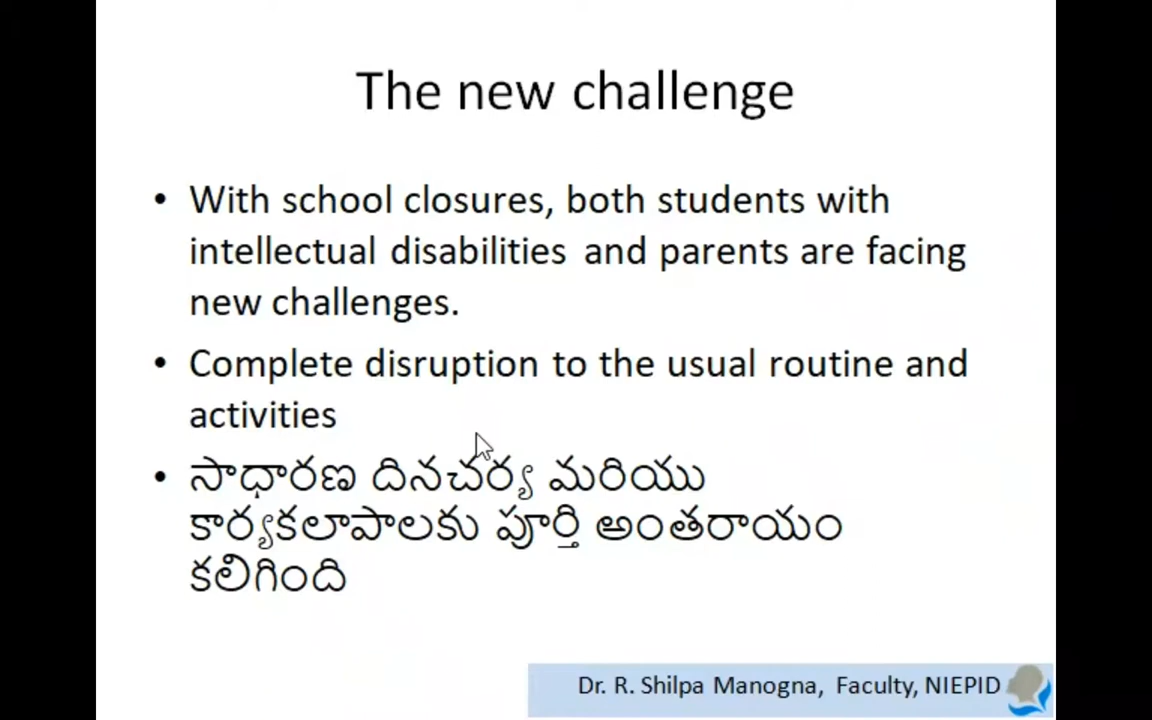 The new challenge
• With school closures, both students with
intellectual disabilities and parents are facing
new challenges.
• Complete disruption to the usual routine and
activities
• సాధారణ దినచర్య మరియు
కార్యకలాపాలకు పూర్తి అంతరాయం
కలిగింది
Dr. R. Shilpa Manogna, Faculty, NIEPID